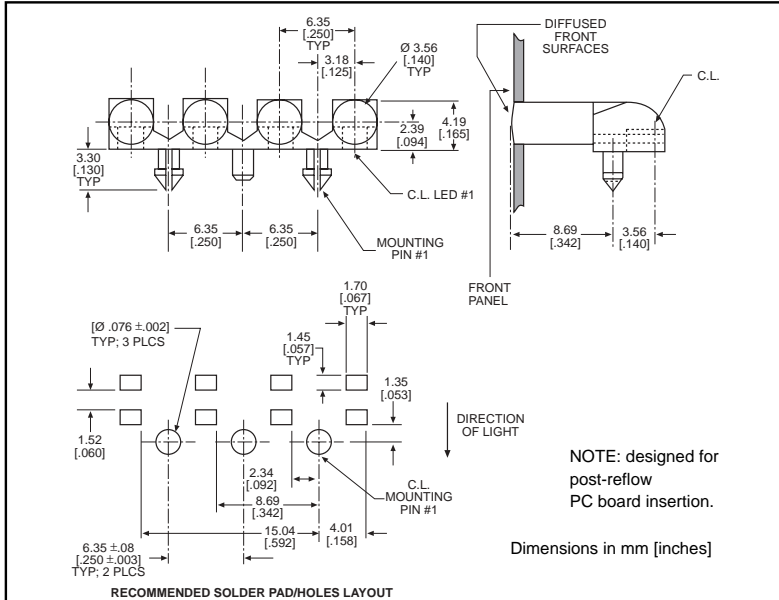 6.35
[.250]
TYP
3.18
[.125]
Ø 3.56
[.140]
TYP
4.19
[.165]
2.39
[.094]
3.30
[.130]
TYP
C.L. LED #1
6.35
[.250]
6.35
[.250]
MOUNTING
PIN #1
DIFFUSED
FRONT
SURFACES
C.L.
8.69
[.342]
3.56
[.140]
FRONT
PANEL
1.70
[.067]
TYP
[Ø .076 ±.002]
TYP; 3 PLCS
1.45
[.057]
TYP
1.35
[.053]
1.52
[.060]
DIRECTION
OF LIGHT
2.34
[.092]
C.L.
MOUNTING
PIN #1
8.69
[.342]
15.04
[.592]
4.01
[.158]
6.35 ±.08
[.250 ±.003]
TYP; 2 PLCS
NOTE: designed for
post-reflow
PC board insertion.
Dimensions in mm [inches]
RECOMMENDED SOLDER PAD/HOLES LAYOUT